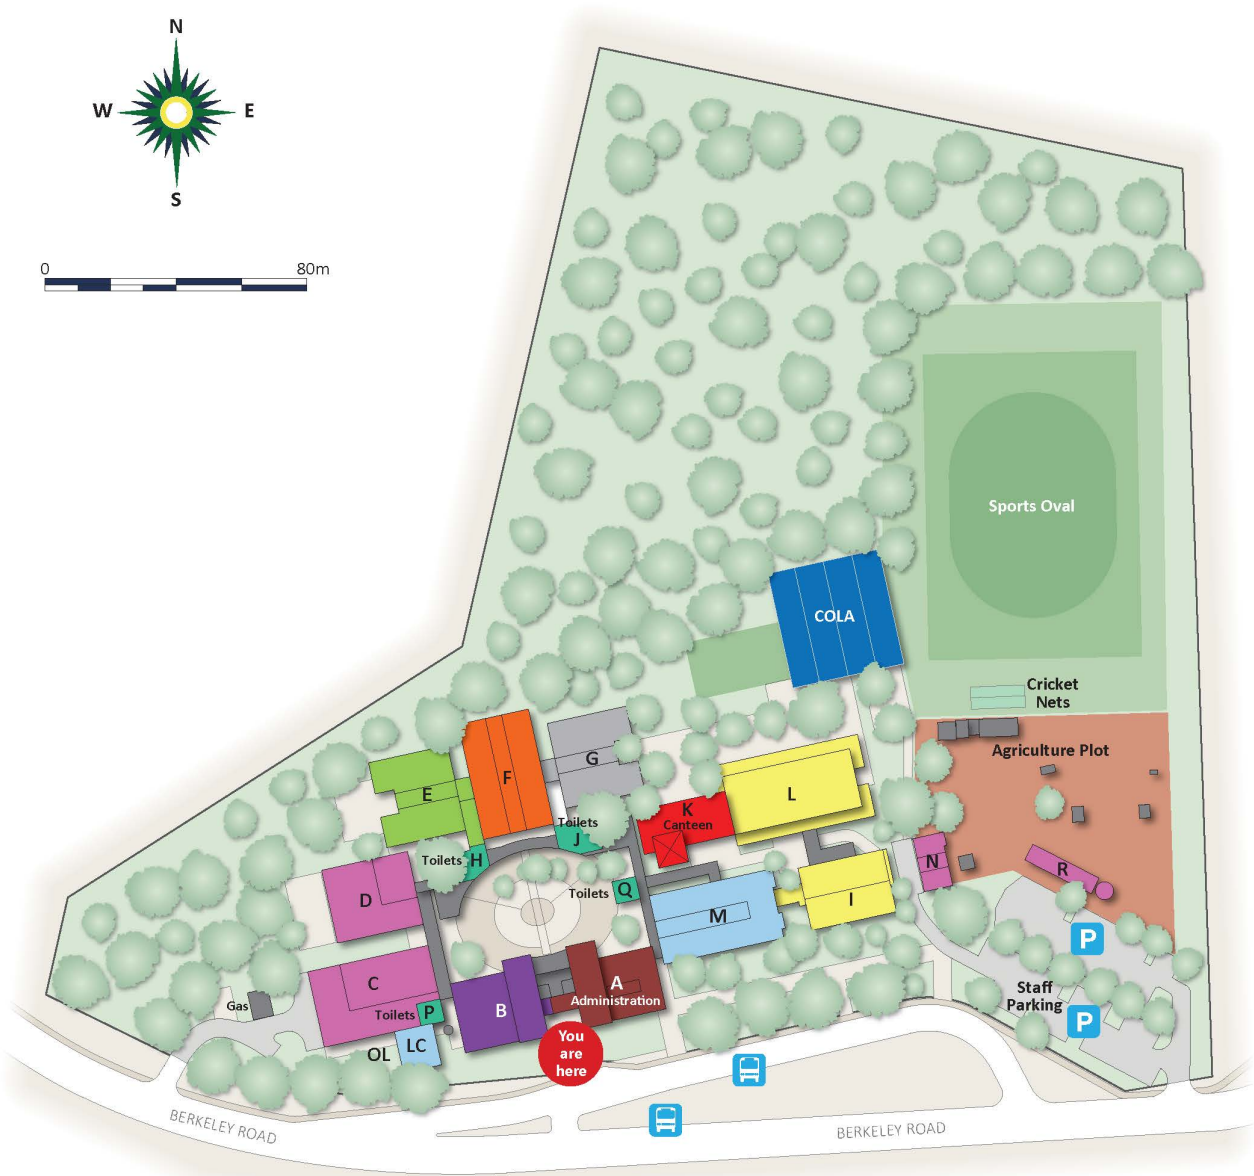 N
W
E
S
0
80m
Sports Oval
COLA
Cricket
Nets
Agriculture Plot
G
F
E
L
K
Canteen
Toilets
J
Toilets
H
N
R
D
Toilets
Q
M
I
P
C
A
Administration
Staff
Parking
P
Gas
Toilets
P
B
LC
OL
You
are
here
BERKELEY ROAD
BERKELEY ROAD